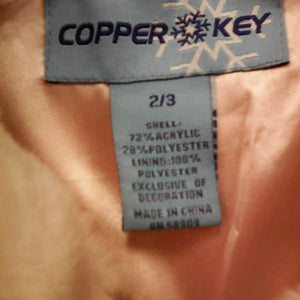 COPPER KEY
2/3
SHELL:
72% ACRYLIC
28% POLYESTER
LINING: 100%
POLYESTER
EXCLUSIVE OF
DECORATION
MADE IN CHINA